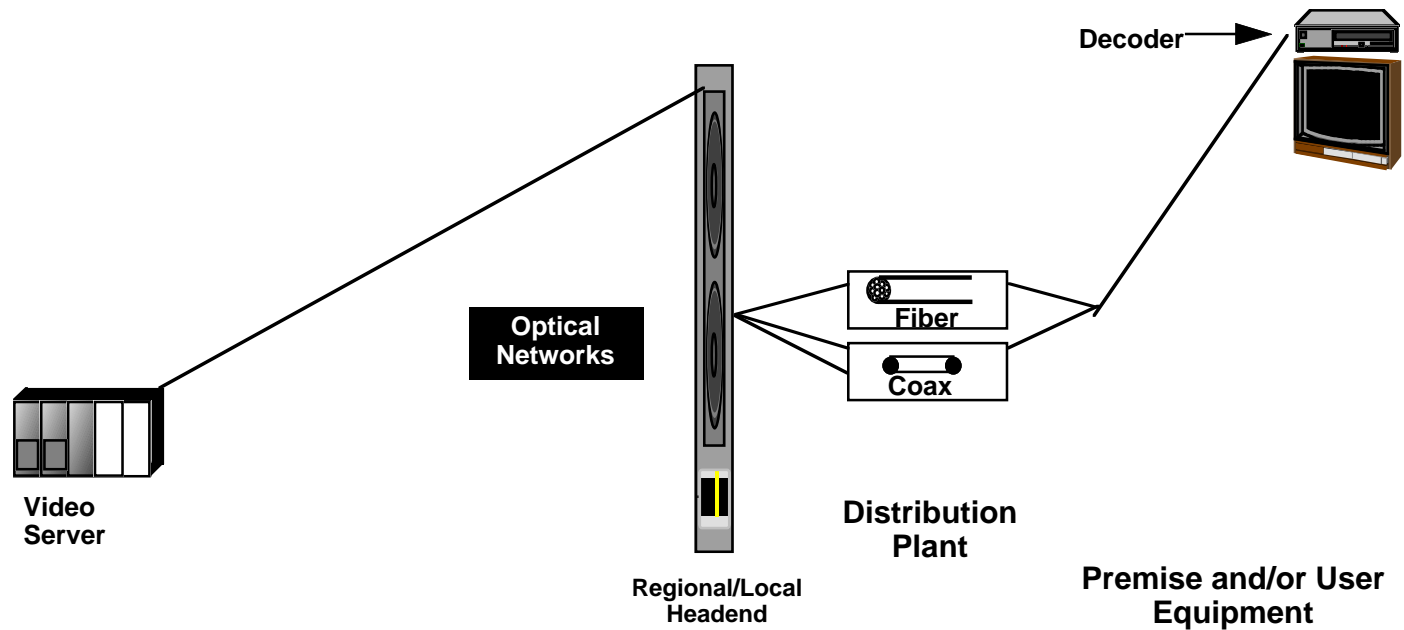 Decoder
Optical
Networks
Fiber
Coax
Video
Server
Distribution
Plant
Regional/Local
Headend
Premise and/or User
Equipment